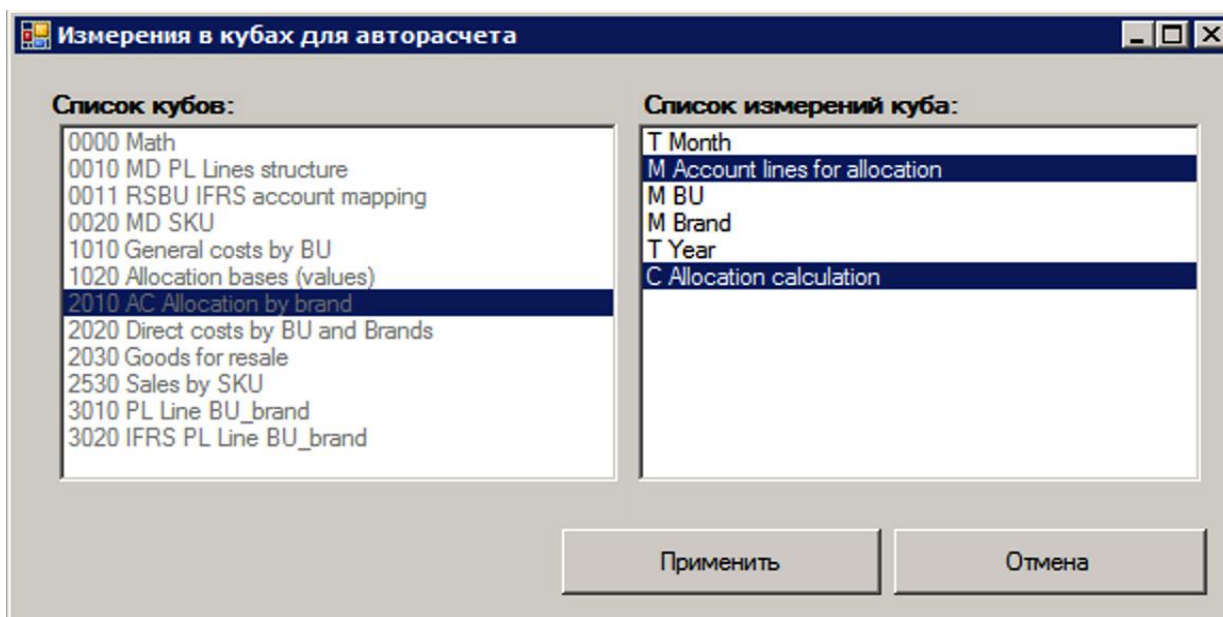 Измерения в кубах для авторасчета
Список кубов:
0000 Math
0010 MD PL Lines structure
0011 RSBU IFRS account mapping
0020 MD SKU
1010 General costs by BU
1020 Allocation bases (values)
2010 AC Allocation by brand
2020 Direct costs by BU and Brands
2030 Goods for resale
2530 Sales by SKU
3010 PL Line BU_brand
3020 IFRS PL Line BU_brand
Список измерений куба:
T Month
M Account lines for allocation
M BU
M Brand
T Year
C Allocation calculation
Применить
Отмена